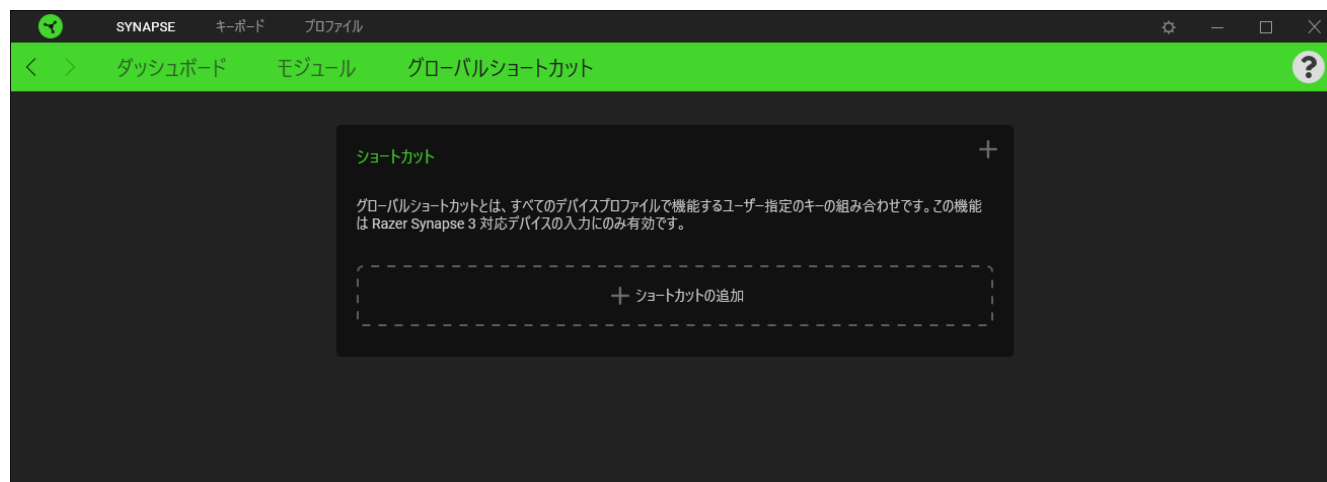 SYNAPSE キーボード プロファイル
ダッシュボード モジュール グローバルショートカット ?
ショートカット
グローバルショートカットとは、すべてのデバイスプロファイルで機能するユーザー指定のキーの組み合わせです。この機能
は Razer Synapse 3 対応デバイスの入力にのみ有効です。
ショートカットの追加